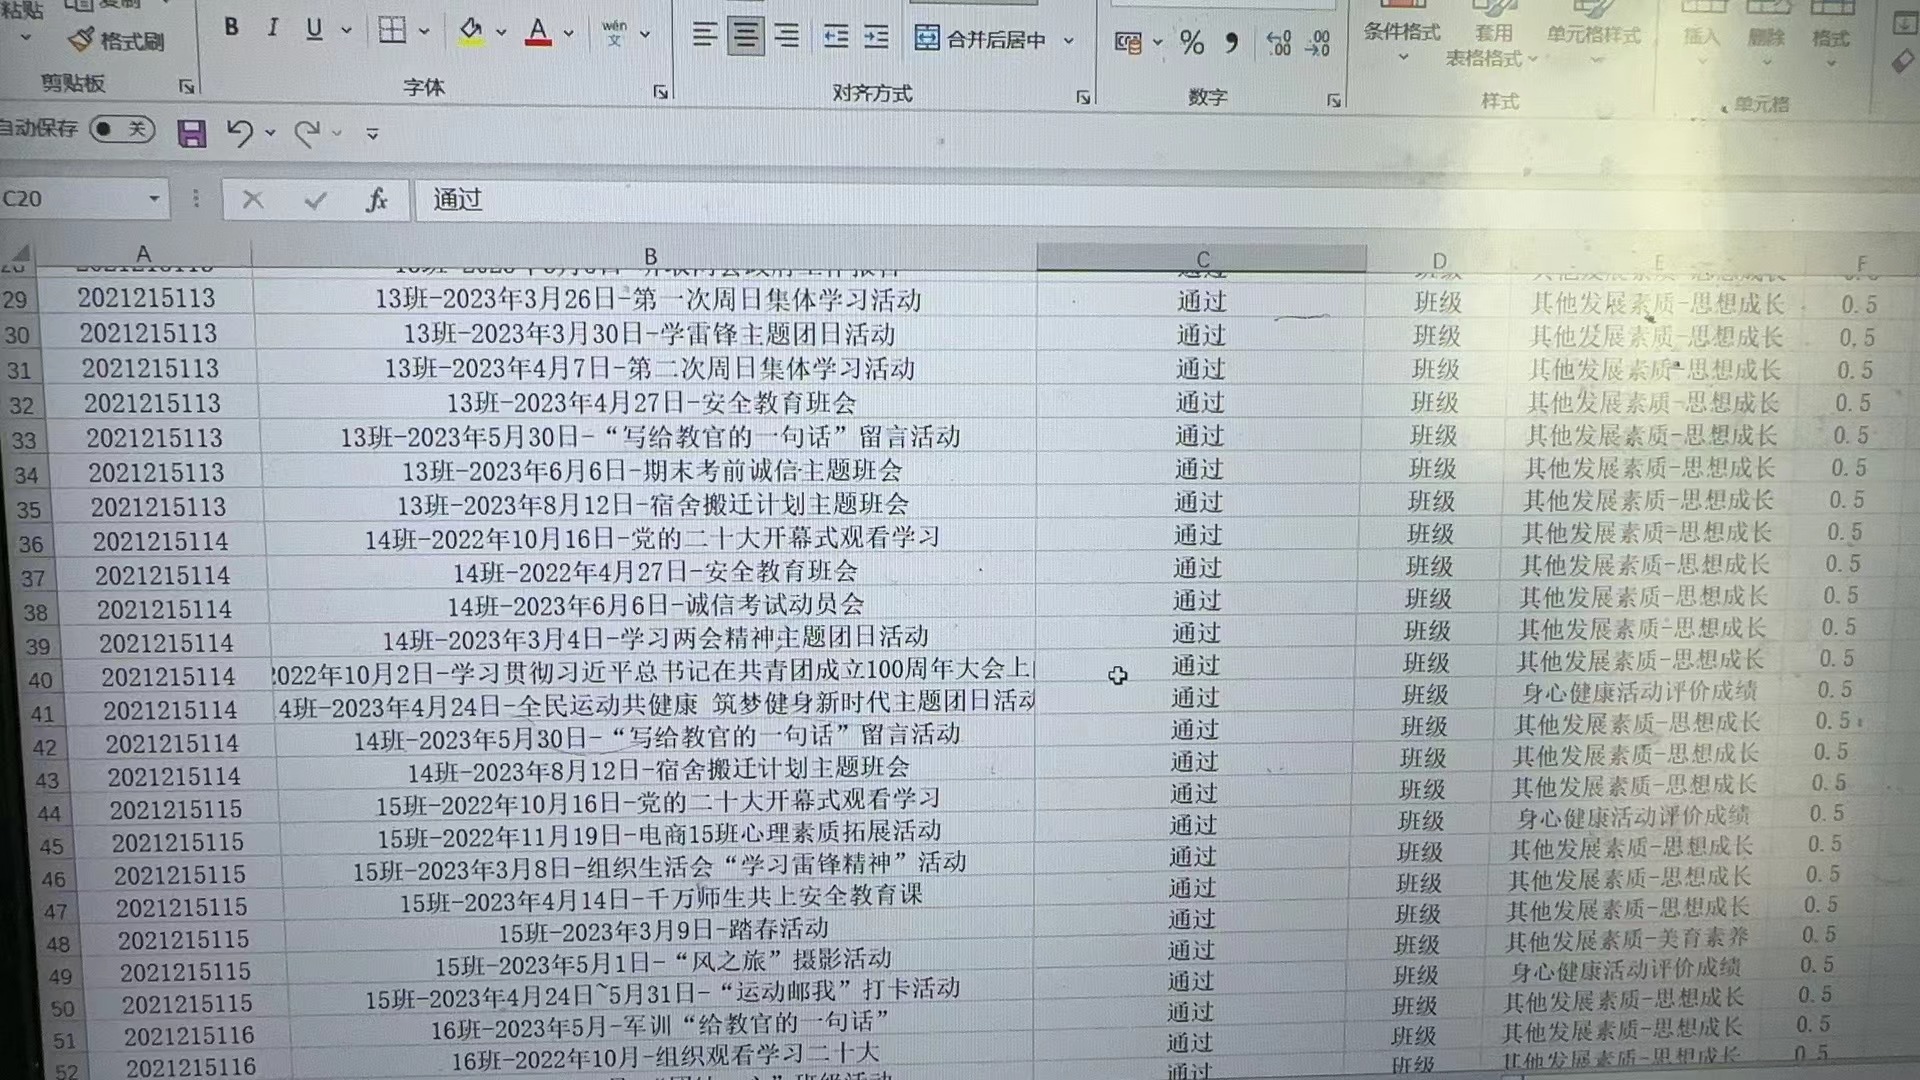 粘贴
复制
格式刷
剪贴板
B I U
A
wén
文
字体
合并后居中
对齐方式
% 
数字
条件格式
套用
表格格式
单元格样式
样式
插入
删除
格式
单元格
自动保存 关
C20 fx 通过
A B C D E F
29 2021215113 13班-2023年3月26日-第一次周日集体学习活动 通过 班级 其他发展素质-思想成长 0.5
30 2021215113 13班-2023年3月30日-学雷锋主题团日活动 通过 班级 其他发展素质-思想成长 0.5
31 2021215113 13班-2023年4月7日-第二次周日集体学习活动 通过 班级 其他发展素质-思想成长 0.5
32 2021215113 13班-2023年4月27日-安全教育班会 通过 班级 其他发展素质-思想成长 0.5
33 2021215113 13班-2023年5月30日-“写给教官的一句话”留言活动 通过 班级 其他发展素质-思想成长 0.5
34 2021215113 13班-2023年6月6日-期末考前诚信主题班会 通过 班级 其他发展素质-思想成长 0.5
35 2021215113 13班-2023年8月12日-宿舍搬迁计划主题班会 通过 班级 其他发展素质-思想成长 0.5
36 2021215114 14班-2022年10月16日-党的二十大开幕式观看学习 通过 班级 其他发展素质-思想成长 0.5
37 2021215114 14班-2022年4月27日-安全教育班会 通过 班级 其他发展素质-思想成长 0.5
38 2021215114 14班-2023年6月6日-诚信考试动员会 通过 班级 其他发展素质-思想成长 0.5
39 2021215114 14班-2023年3月4日-学习两会精神主题团日活动 通过 班级 其他发展素质-思想成长 0.5
40 2021215114 2022年10月2日-学习贯彻习近平总书记在共青团成立100周年大会上 通过 班级 其他发展素质-思想成长 0.5
41 2021215114 4班-2023年4月24日-全民运动共健康 筑梦健身新时代主题团日活动 通过 班级 身心健康活动评价成绩 0.5
42 2021215114 14班-2023年5月30日-“写给教官的一句话”留言活动 通过 班级 其他发展素质-思想成长 0.5
43 2021215114 14班-2023年8月12日-宿舍搬迁计划主题班会 通过 班级 其他发展素质-思想成长 0.5
44 2021215115 15班-2022年10月16日-党的二十大开幕式观看学习 通过 班级 其他发展素质-思想成长 0.5
45 2021215115 15班-2022年11月19日-电商15班心理素质拓展活动 通过 班级 身心健康活动评价成绩 0.5
46 2021215115 15班-2023年3月8日-组织生活会“学习雷锋精神”活动 通过 班级 其他发展素质-思想成长 0.5
47 2021215115 15班-2023年4月14日-千万师生共上安全教育课 通过 班级 其他发展素质-思想成长 0.5
48 2021215115 15班-2023年3月9日-踏春活动 通过 班级 其他发展素质-思想成长 0.5
49 2021215115 15班-2023年5月1日-“风之旅”摄影活动 通过 班级 其他发展素质-美育素养 0.5
50 2021215115 15班-2023年4月24日~5月31日-“运动邮我”打卡活动 通过 班级 身心健康活动评价成绩 0.5
51 2021215116 16班-2023年5月-军训“给教官的一句话” 通过 班级 其他发展素质-思想成长 0.5
52 2021215116 16班-2022年10月-组织观看学习二十大 通过 班级 其他发展素质-思想成长 0.5
通过 班级 其他发展素质-思想成长 0.5